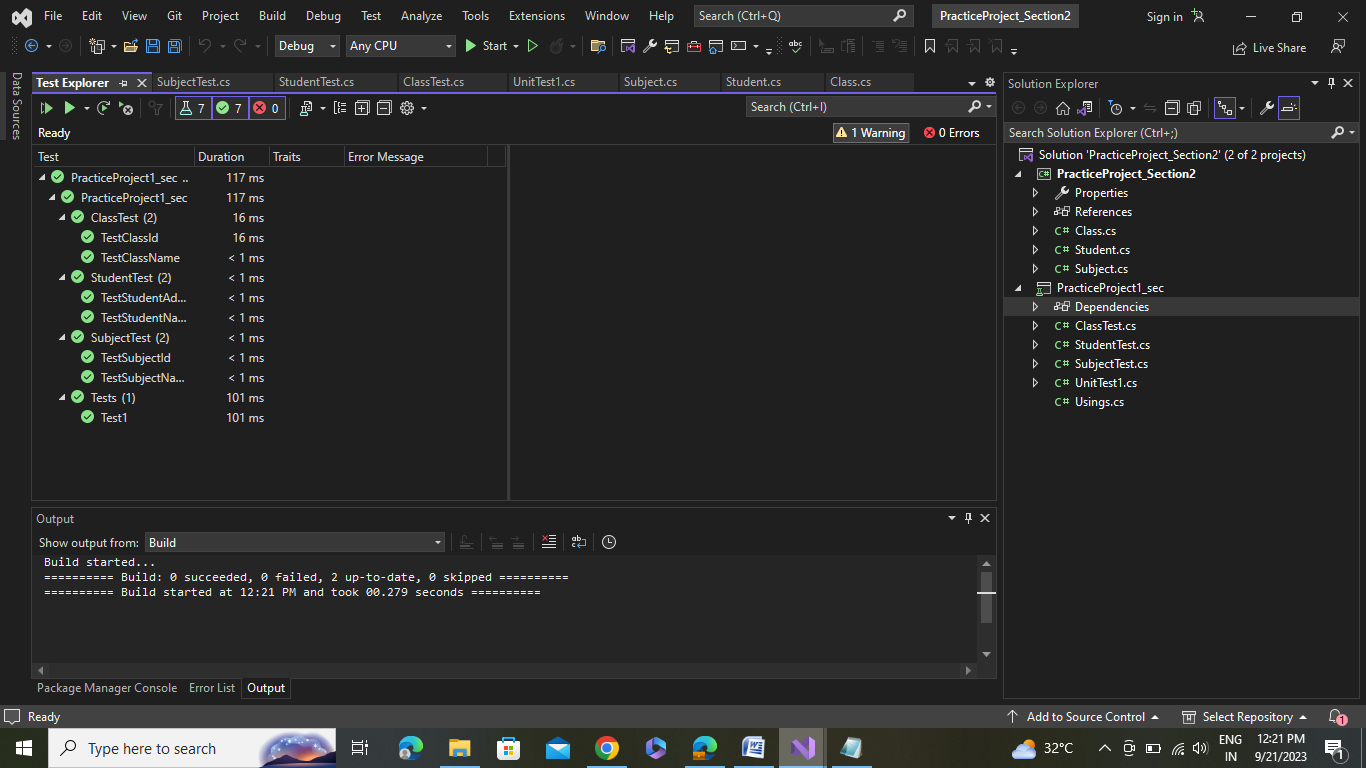 File Edit View Git Project Build Debug Test Analyze Tools Extensions Window Help Search (Ctrl+Q) PracticeProject_Section2 Sign in
Debug Any CPU Start Live Share
Data Sources
Test Explorer SubjectTest.cs StudentTest.cs ClassTest.cs UnitTest1.cs Subject.cs Student.cs Class.cs
7 7 0 Search (Ctrl+I)
Ready 1 Warning 0 Errors
Test Duration Traits Error Message
PracticeProject1_sec .. 117 ms
PracticeProject1_sec 117 ms
ClassTest (2) 16 ms
TestClassId 16 ms
TestClassName < 1 ms
StudentTest (2) < 1 ms
TestStudentAd... < 1 ms
TestStudentNa... < 1 ms
SubjectTest (2) < 1 ms
TestSubjectId < 1 ms
TestSubjectNa... < 1 ms
Tests (1) 101 ms
Test1 101 ms
Solution Explorer
Search Solution Explorer (Ctrl+;)
Solution 'PracticeProject_Section2' (2 of 2 projects)
C# PracticeProject_Section2
Properties
References
C# Class.cs
C# Student.cs
C# Subject.cs
PracticeProject1_sec
Dependencies
C# ClassTest.cs
C# StudentTest.cs
C# SubjectTest.cs
C# UnitTest1.cs
C# Usings.cs
Output
Show output from: Build
Build started...
========== Build: 0 succeeded, 0 failed, 2 up-to-date, 0 skipped ==========
========== Build started at 12:21 PM and took 00.279 seconds ==========
Package Manager Console Error List Output
Ready Add to Source Control Select Repository 1
Type here to search 32°C ENG IN 12:21 PM 9/21/2023 1